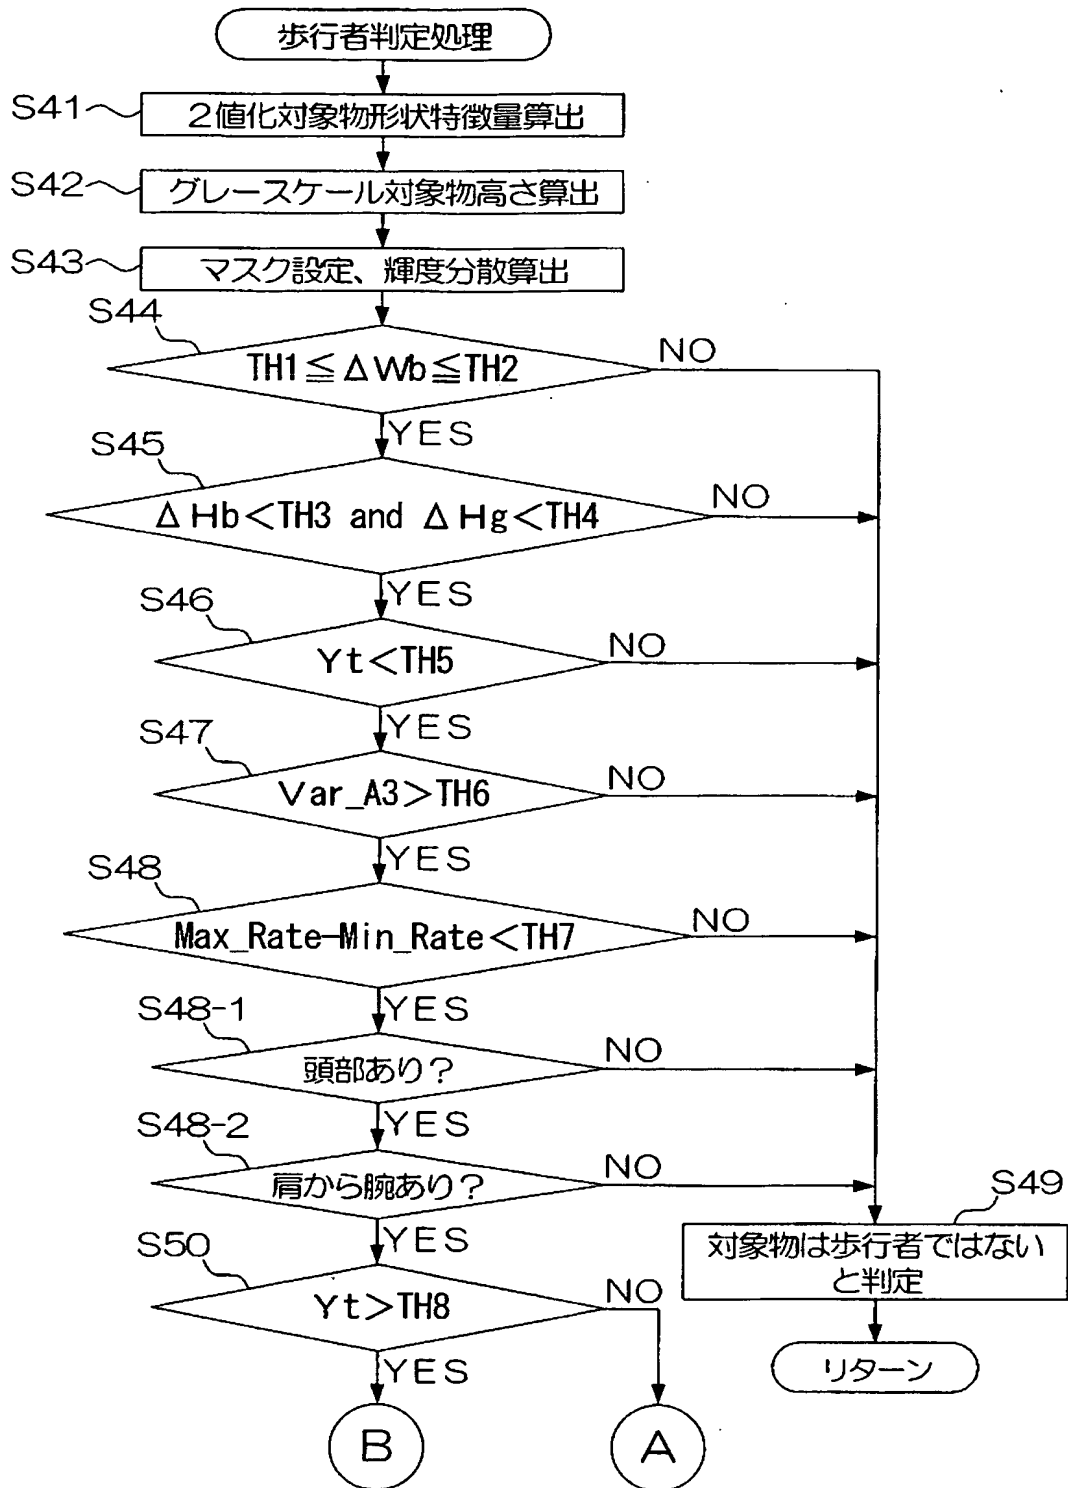 歩行者判定処理
S41
2値化対象物形状特徴量算出
S42
グレースケール対象物高さ算出
S43
マスク設定、輝度分散算出
S44
TH1≦ΔWb≦TH2
NO
YES
S45
ΔHb<TH3 and ΔHg<TH4
NO
YES
S46
Yt<TH5
NO
YES
S47
Var_A3>TH6
NO
YES
S48
Max_Rate-Min_Rate<TH7
NO
YES
S48-1
頭部あり？
NO
YES
S48-2
肩から腕あり？
NO
YES
S49
対象物は歩行者ではない
と判定
リターン
S50
Yt>TH8
NO
YES
B
A